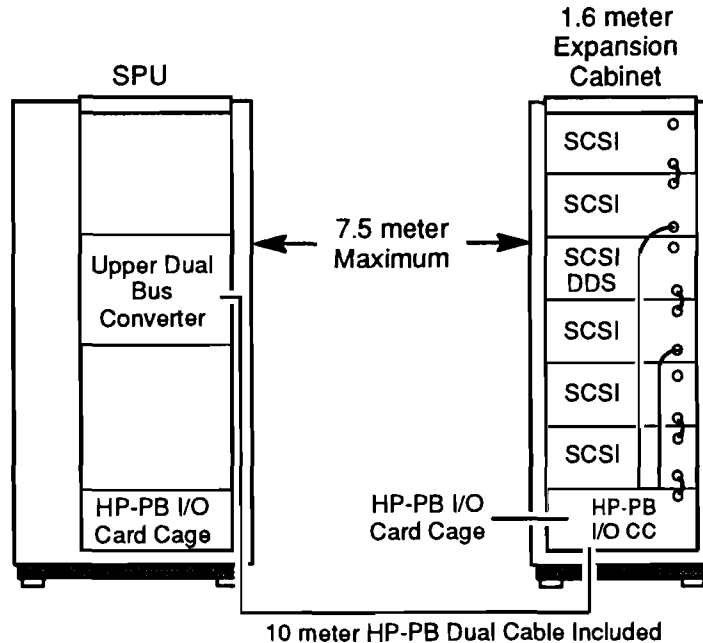 SPU
1.6 meter
Expansion
Cabinet
Upper Dual
Bus
Converter
HP-PB I/O
Card Cage
7.5 meter
Maximum
SCSI
SCSI
SCSI
DDS
SCSI
SCSI
SCSI
HP-PB I/O
Card Cage
HP-PB
I/O CC
10 meter HP-PB Dual Cable Included